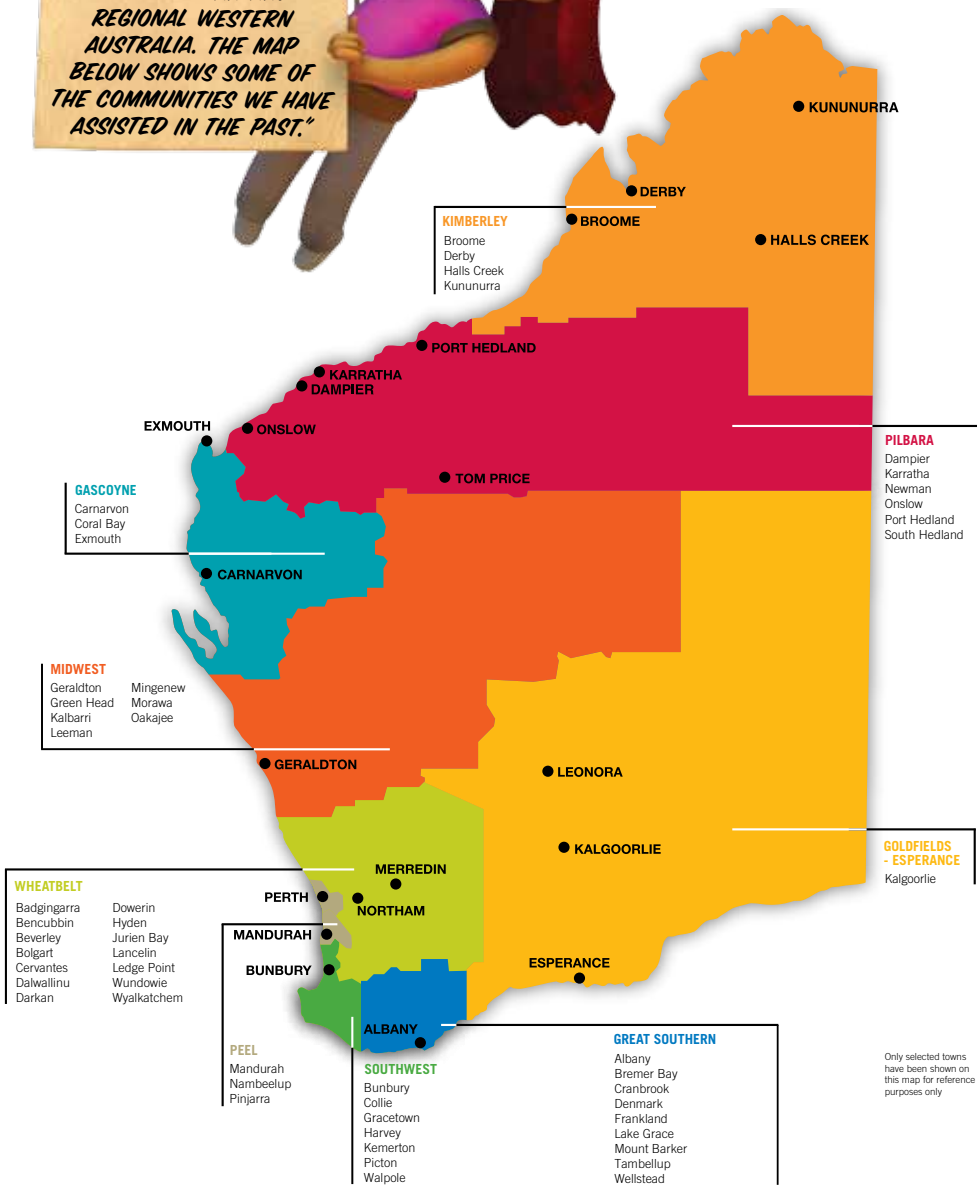 REGIONAL WESTERN
AUSTRALIA. THE MAP
BELOW SHOWS SOME OF
THE COMMUNITIES WE HAVE
ASSISTED IN THE PAST."
KUNUNURRA
DERBY
BROOME
HALLS CREEK
KIMBERLEY
Broome
Derby
Halls Creek
Kununurra
PORT HEDLAND
KARRATHA
DAMPIER
EXMOUTH
ONSLOW
TOM PRICE
PILBARA
Dampier
Karratha
Newman
Onslow
Port Hedland
South Hedland
GASCOYNE
Carnarvon
Coral Bay
Exmouth
CARNARVON
MIDWEST
Geraldton
Green Head
Kalbarri
Leeman
Mingenew
Morawa
Oakajee
GERALDTON
LEONORA
KALGOORLIE
GOLDFIELDS
- ESPERANCE
Kalgoorlie
MERREDIN
PERTH
NORTHAM
MANDURAH
BUNBURY
ESPERANCE
ALBANY
WHEATBELT
Badgingarra
Bencubbin
Beverley
Bolgart
Cervantes
Dalwallinu
Darkan
Dowerin
Hyden
Jurien Bay
Lancelin
Ledge Point
Wundowie
Wyalkatchem
PEEL
Mandurah
Nambeelup
Pinjarra
SOUTHWEST
Bunbury
Collie
Gracetown
Harvey
Kemerton
Picton
Walpole
GREAT SOUTHERN
Albany
Bremer Bay
Cranbrook
Denmark
Frankland
Lake Grace
Mount Barker
Tambellup
Wellstead
Only selected towns
have been shown on
this map for reference
purposes only